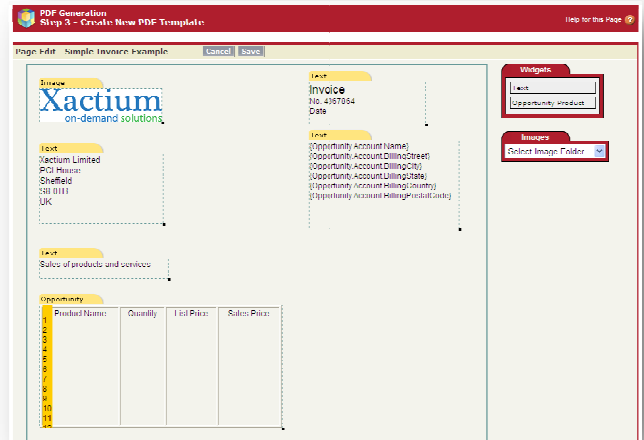 PDF Generation
Step 3 - Create New PDF Template
Help for this Page
Page Edit Simple Invoice Example Cancel Save
Image
Xactium
on-demand solutions
Text
Invoice
No. 4367864
Date
Text
{Opportunity.Account.Name}
{Opportunity.Account.BillingStreet}
{Opportunity.Account.BillingCity}
{Opportunity.Account.BillingState}
{Opportunity.Account.BillingCountry}
{Opportunity.Account.BillingPostalCode}
Text
Xactium Limited
House
Sheffield
UK
Text
Sales of products and services
Opportunity
Product Name Quantity List Price Sales Price
1
2
3
4
5
6
7
8
9
10
11
Widgets
Text
Opportunity Product
Images
Select Image Folder